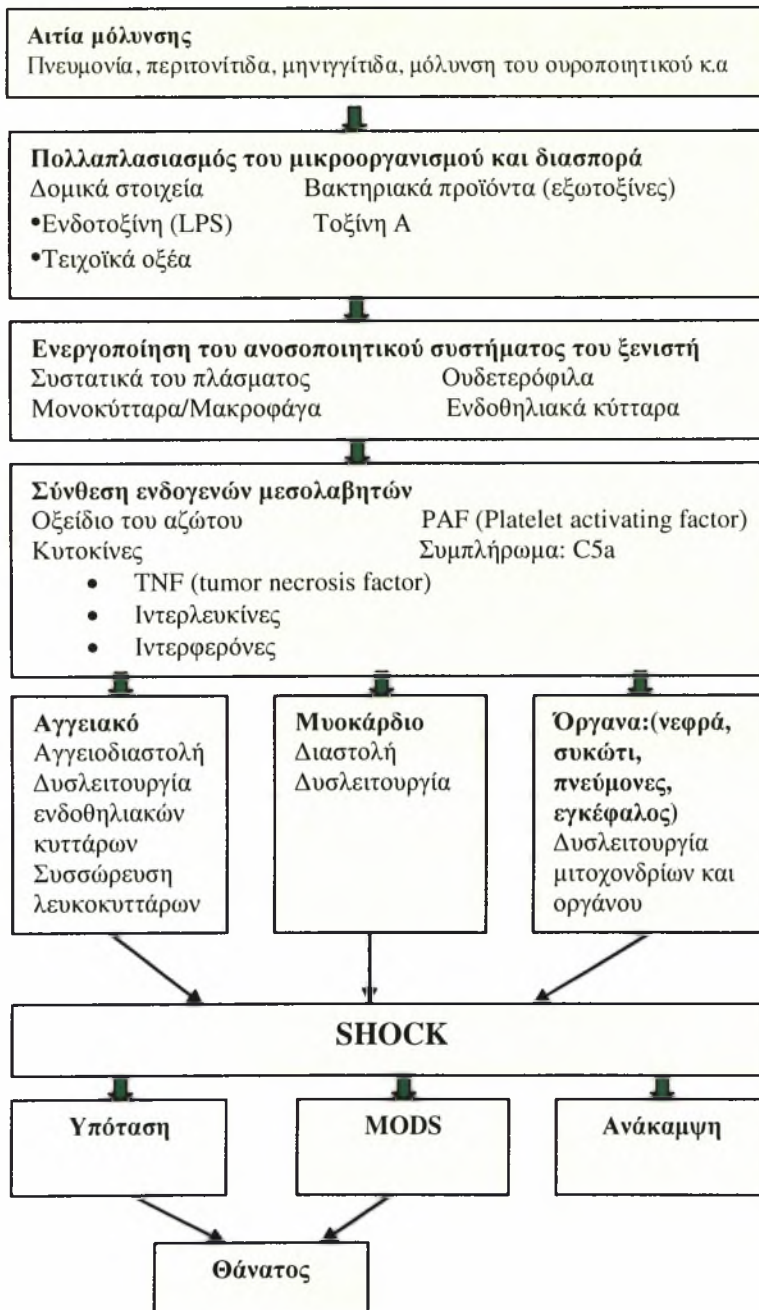 Αιτία μόλυνσης
Πνευμονία, περιτονίτιδα, μηνιγγίτιδα, μόλυνση του ουροποιητικού κ.α
Πολλαπλασιασμός του μικροοργανισμού και διασπορά
Δομικά στοιχεία Βακτηριακά προϊόντα (εξωτοξίνες)
•Ενδοτοξίνη (LPS) Τοξίνη Α
•Τειχοϊκά οξέα
Ενεργοποίηση του ανοσοποιητικού συστήματος του ξενιστή
Συστατικά του πλάσματος Ουδετερόφιλα
Μονοκύτταρα/Μακροφάγα Ενδοθηλιακά κύτταρα
Σύνθεση ενδογενών μεσολαβητών
Οξείδιο του αζώτου PAF (Platelet activating factor)
Κυτοκίνες Συμπλήρωμα: C5a
• TNF (tumor necrosis factor)
• Ιντερλευκίνες
• Ιντερφερόνες
Αγγειακό
Αγγειοδιαστολή
Δυσλειτουργία
ενδοθηλιακών
κυττάρων
Συσσώρευση
λευκοκυττάρων
Μυοκάρδιο
Διαστολή
Δυσλειτουργία
Όργανα:(νεφρά,
συκώτι,
πνεύμονες,
εγκέφαλος)
Δυσλειτουργία
μιτοχονδρίων και
οργάνου
SHOCK
Υπόταση
MODS
Ανάκαμψη
Θάνατος